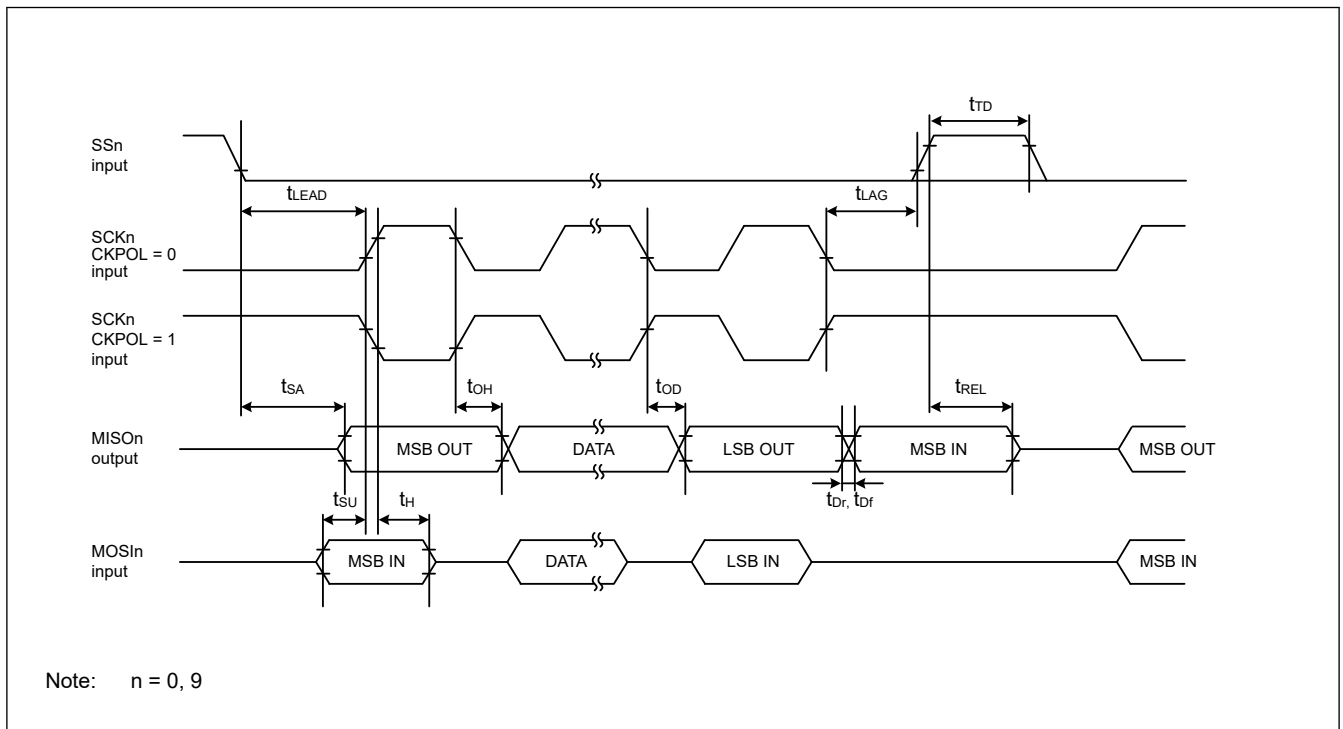 tTD
SSn
input
tLEAD
tLAG
SCKn
CKPOL = 0
input
SCKn
CKPOL = 1
input
tSA
tOH
tOD
tREL
MISOn
output
MSB OUT
DATA
LSB OUT
MSB IN
MSB OUT
tSU
tH
tDr, tDf
MOSIn
input
MSB IN
DATA
LSB IN
MSB IN
Note: n = 0, 9